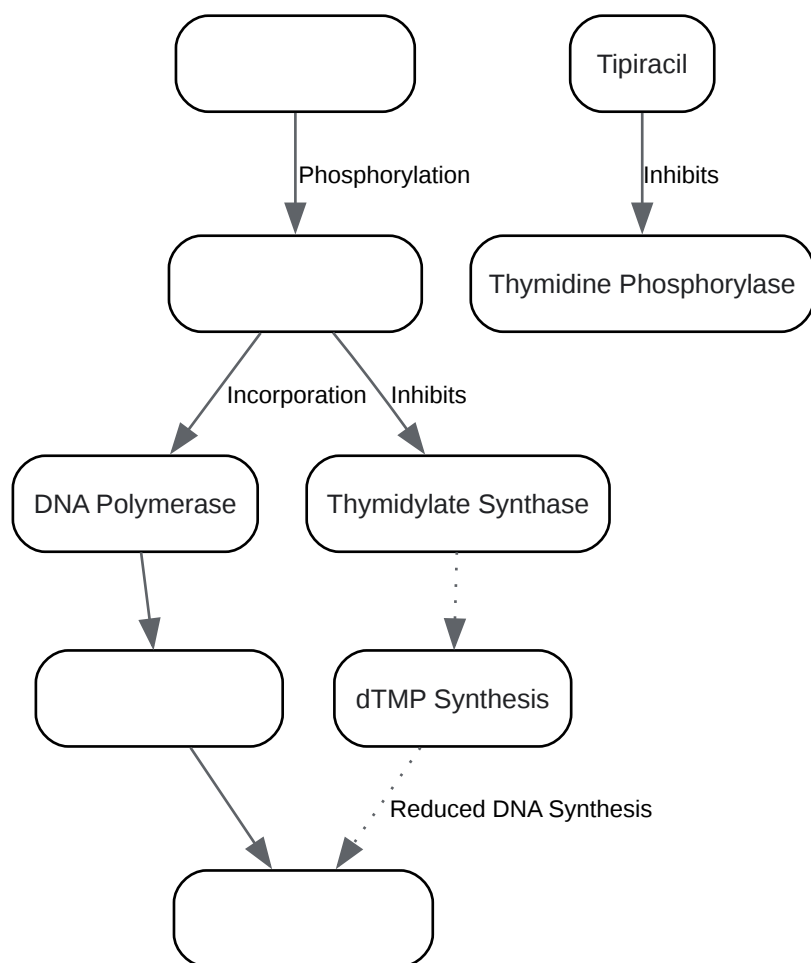 Tipiracil
Phosphorylation
Inhibits
Thymidine Phosphorylase
Incorporation
Inhibits
DNA Polymerase
Thymidylate Synthase
dTMP Synthesis
Reduced DNA Synthesis